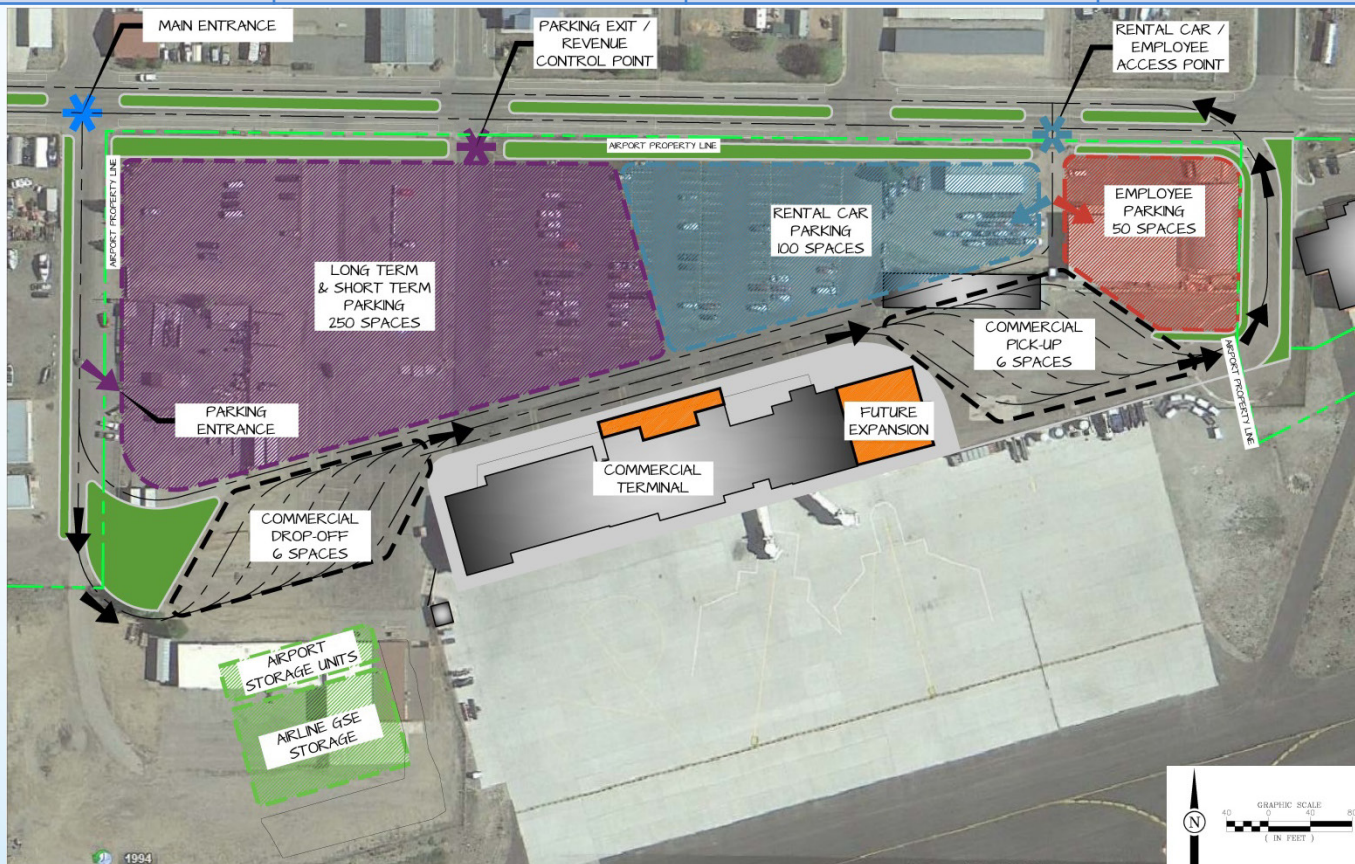 MAIN ENTRANCE
PARKING EXIT /
REVENUE
CONTROL POINT
RENTAL CAR /
EMPLOYEE
ACCESS POINT
AIRPORT PROPERTY LINE
AIRPORT PROPERTY LINE
EMPLOYEE
PARKING
50 SPACES
RENTAL CAR
PARKING
100 SPACES
LONG TERM
& SHORT TERM
PARKING
250 SPACES
COMMERCIAL
PICK-UP
6 SPACES
AIRPORT PROPERTY LINE
PARKING
ENTRANCE
FUTURE
EXPANSION
COMMERCIAL
TERMINAL
COMMERCIAL
DROP-OFF
6 SPACES
AIRPORT
STORAGE UNITS
AIRLINE GSE
STORAGE
N
GRAPHIC SCALE
40 0 40 80
( IN FEET )
1994